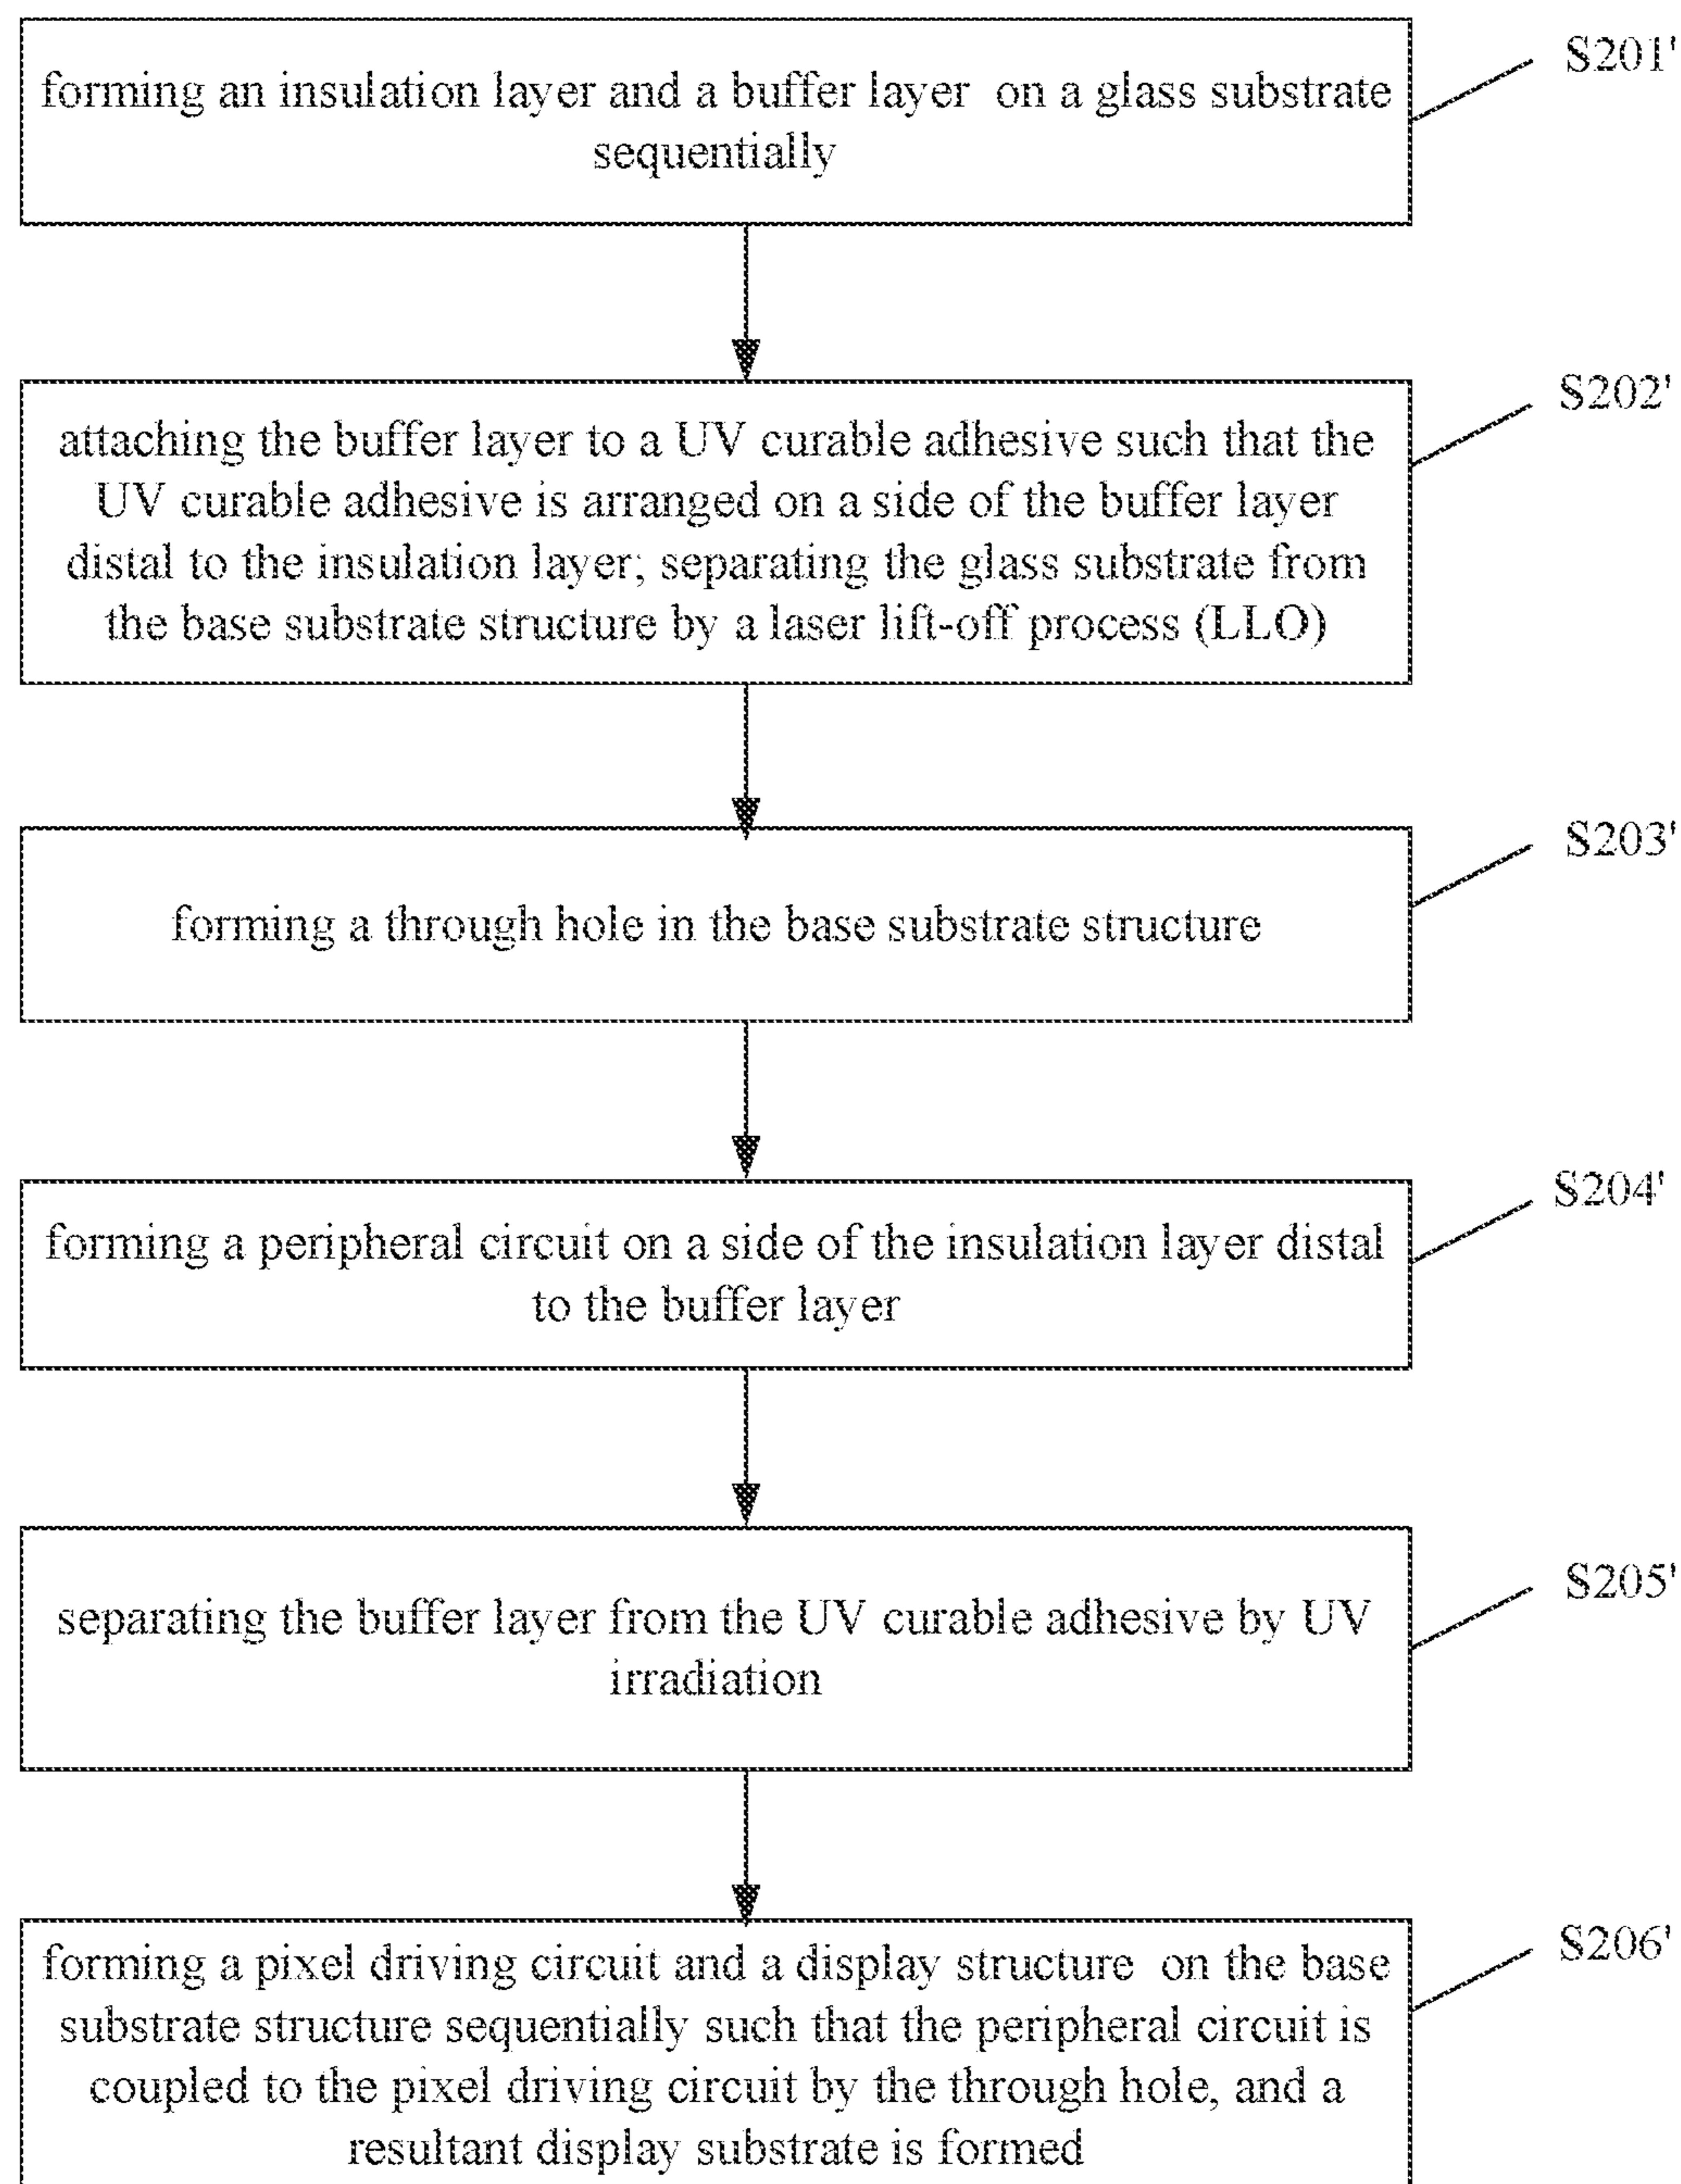 forming an insulation layer and a buffer layer on a glass substrate
sequentially
S201'
attaching the buffer layer to a UV curable adhesive such that the
UV curable adhesive is arranged on a side of the buffer layer
distal to the insulation layer; separating the glass substrate from
the base substrate structure by a laser lift-off process (LLO)
S202'
forming a through hole in the base substrate structure
S203'
forming a peripheral circuit on a side of the insulation layer distal
to the buffer layer
S204'
separating the buffer layer from the UV curable adhesive by UV
irradiation
S205'
forming a pixel driving circuit and a display structure on the base
substrate structure sequentially such that the peripheral circuit is
coupled to the pixel driving circuit by the through hole, and a
resultant display substrate is formed
S206'